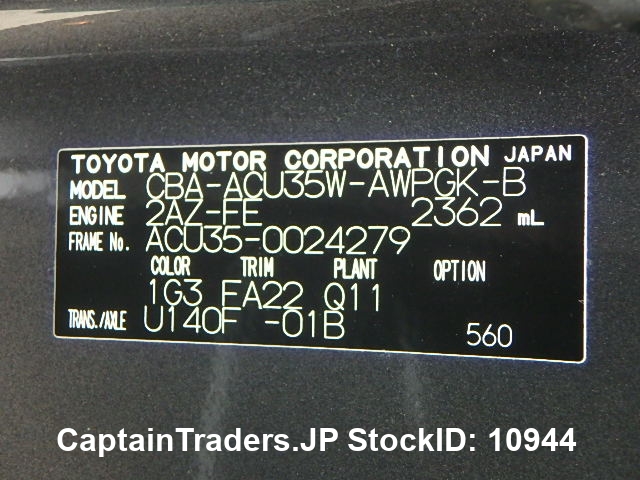 TOYOTA MOTOR CORPORATION JAPAN
MODEL CBA-ACU35W-AWPGK-B
ENGINE 2AZ-FE 2362 mL
FRAME No. ACU35-0024279
COLOR TRIM PLANT OPTION
1G3 FA22 Q11
TRANS./AXLE U140F -01B 560
CaptainTraders.JP StockID: 10944